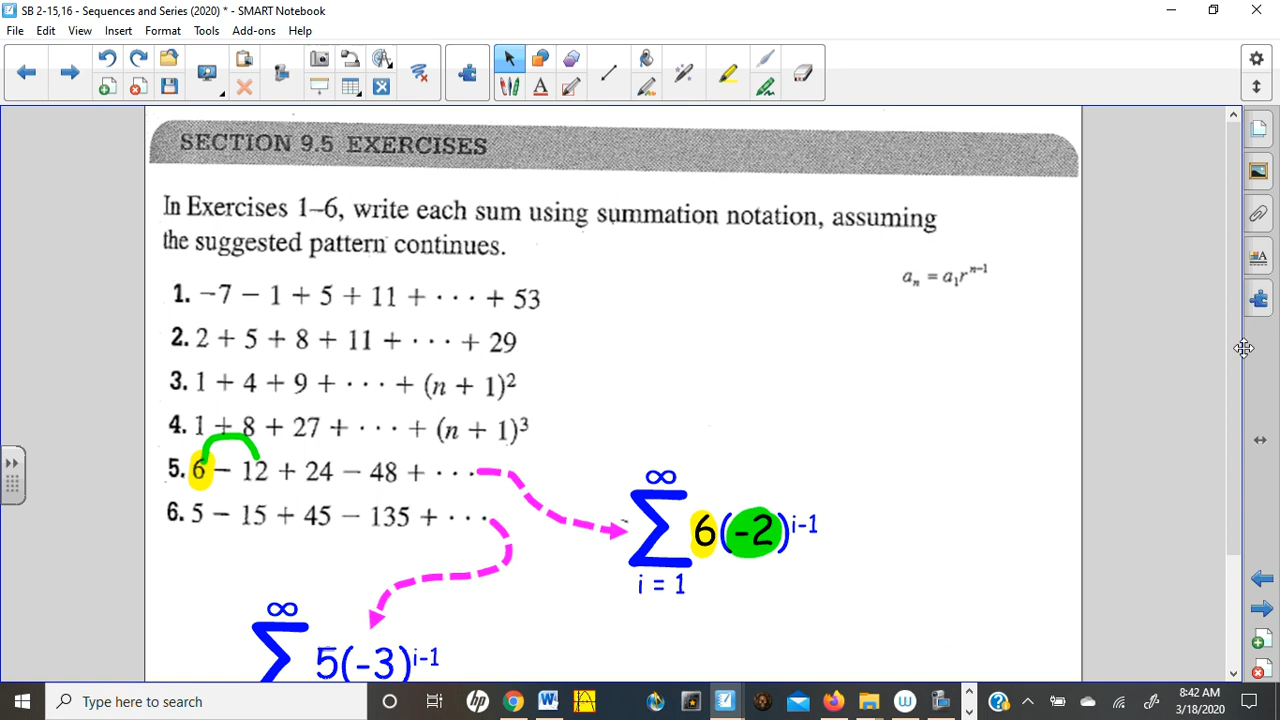 SB 2-15,16 - Sequences and Series (2020) * - SMART Notebook
File Edit View Insert Format Tools Add-ons Help
SECTION 9.5 EXERCISES
In Exercises 1–6, write each sum using summation notation, assuming
the suggested pattern continues.
aₙ = a₁rⁿ⁻¹
1. −7 − 1 + 5 + 11 + · · · + 53
2. 2 + 5 + 8 + 11 + · · · + 29
3. 1 + 4 + 9 + · · · + (n + 1)²
4. 1 + 8 + 27 + · · · + (n + 1)³
5. 6 − 12 + 24 − 48 + · · ·
6. 5 − 15 + 45 − 135 + · · ·
∞
∑ 6(-2)^i-1
i = 1
∞
∑ 5(-3)^i-1
Type here to search
8:42 AM
3/18/2020